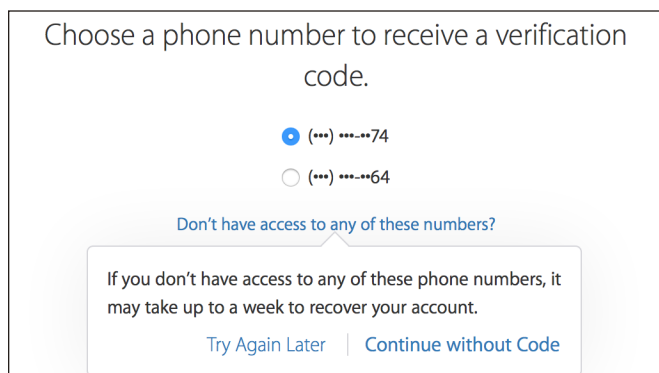 Choose a phone number to receive a verification
code.
(•••) •••-••74
(•••) •••-••64
Don’t have access to any of these numbers?
If you don’t have access to any of these phone numbers, it
may take up to a week to recover your account.
Try Again Later | Continue without Code